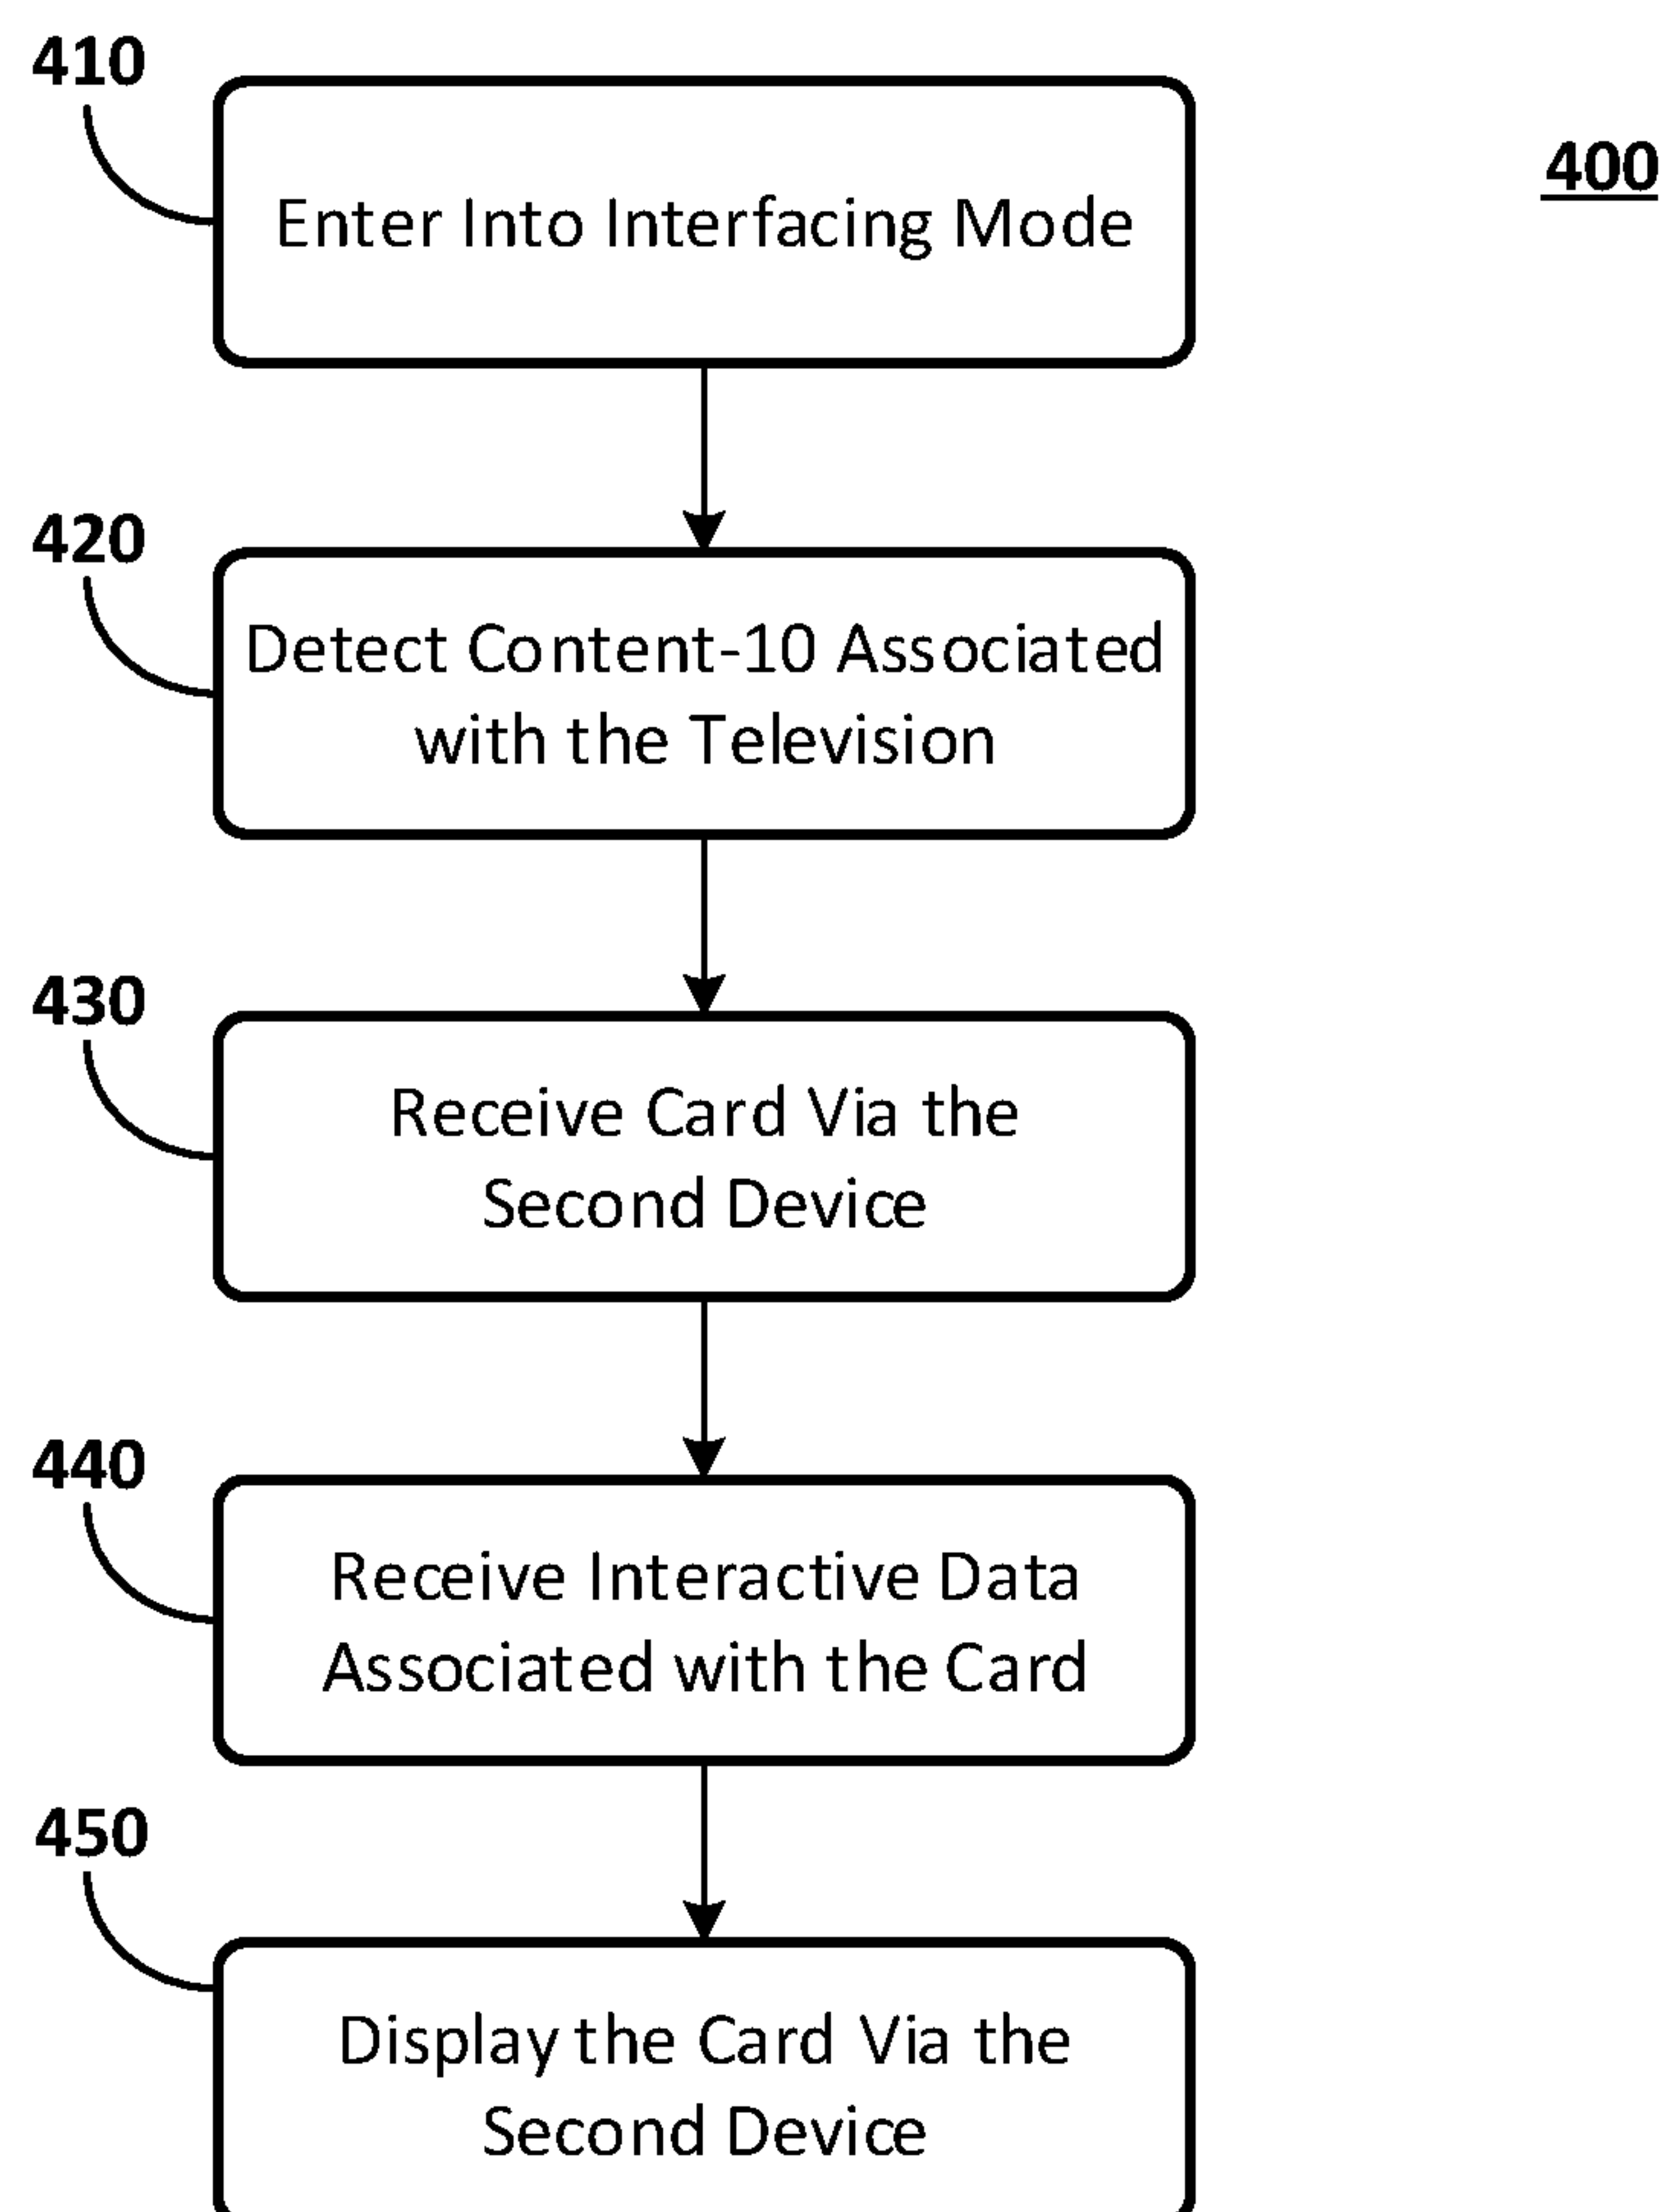 410
400
Enter Into Interfacing Mode
420
Detect Content-10 Associated
with the Television
430
Receive Card Via the
Second Device
440
Receive Interactive Data
Associated with the Card
450
Display the Card Via the
Second Device